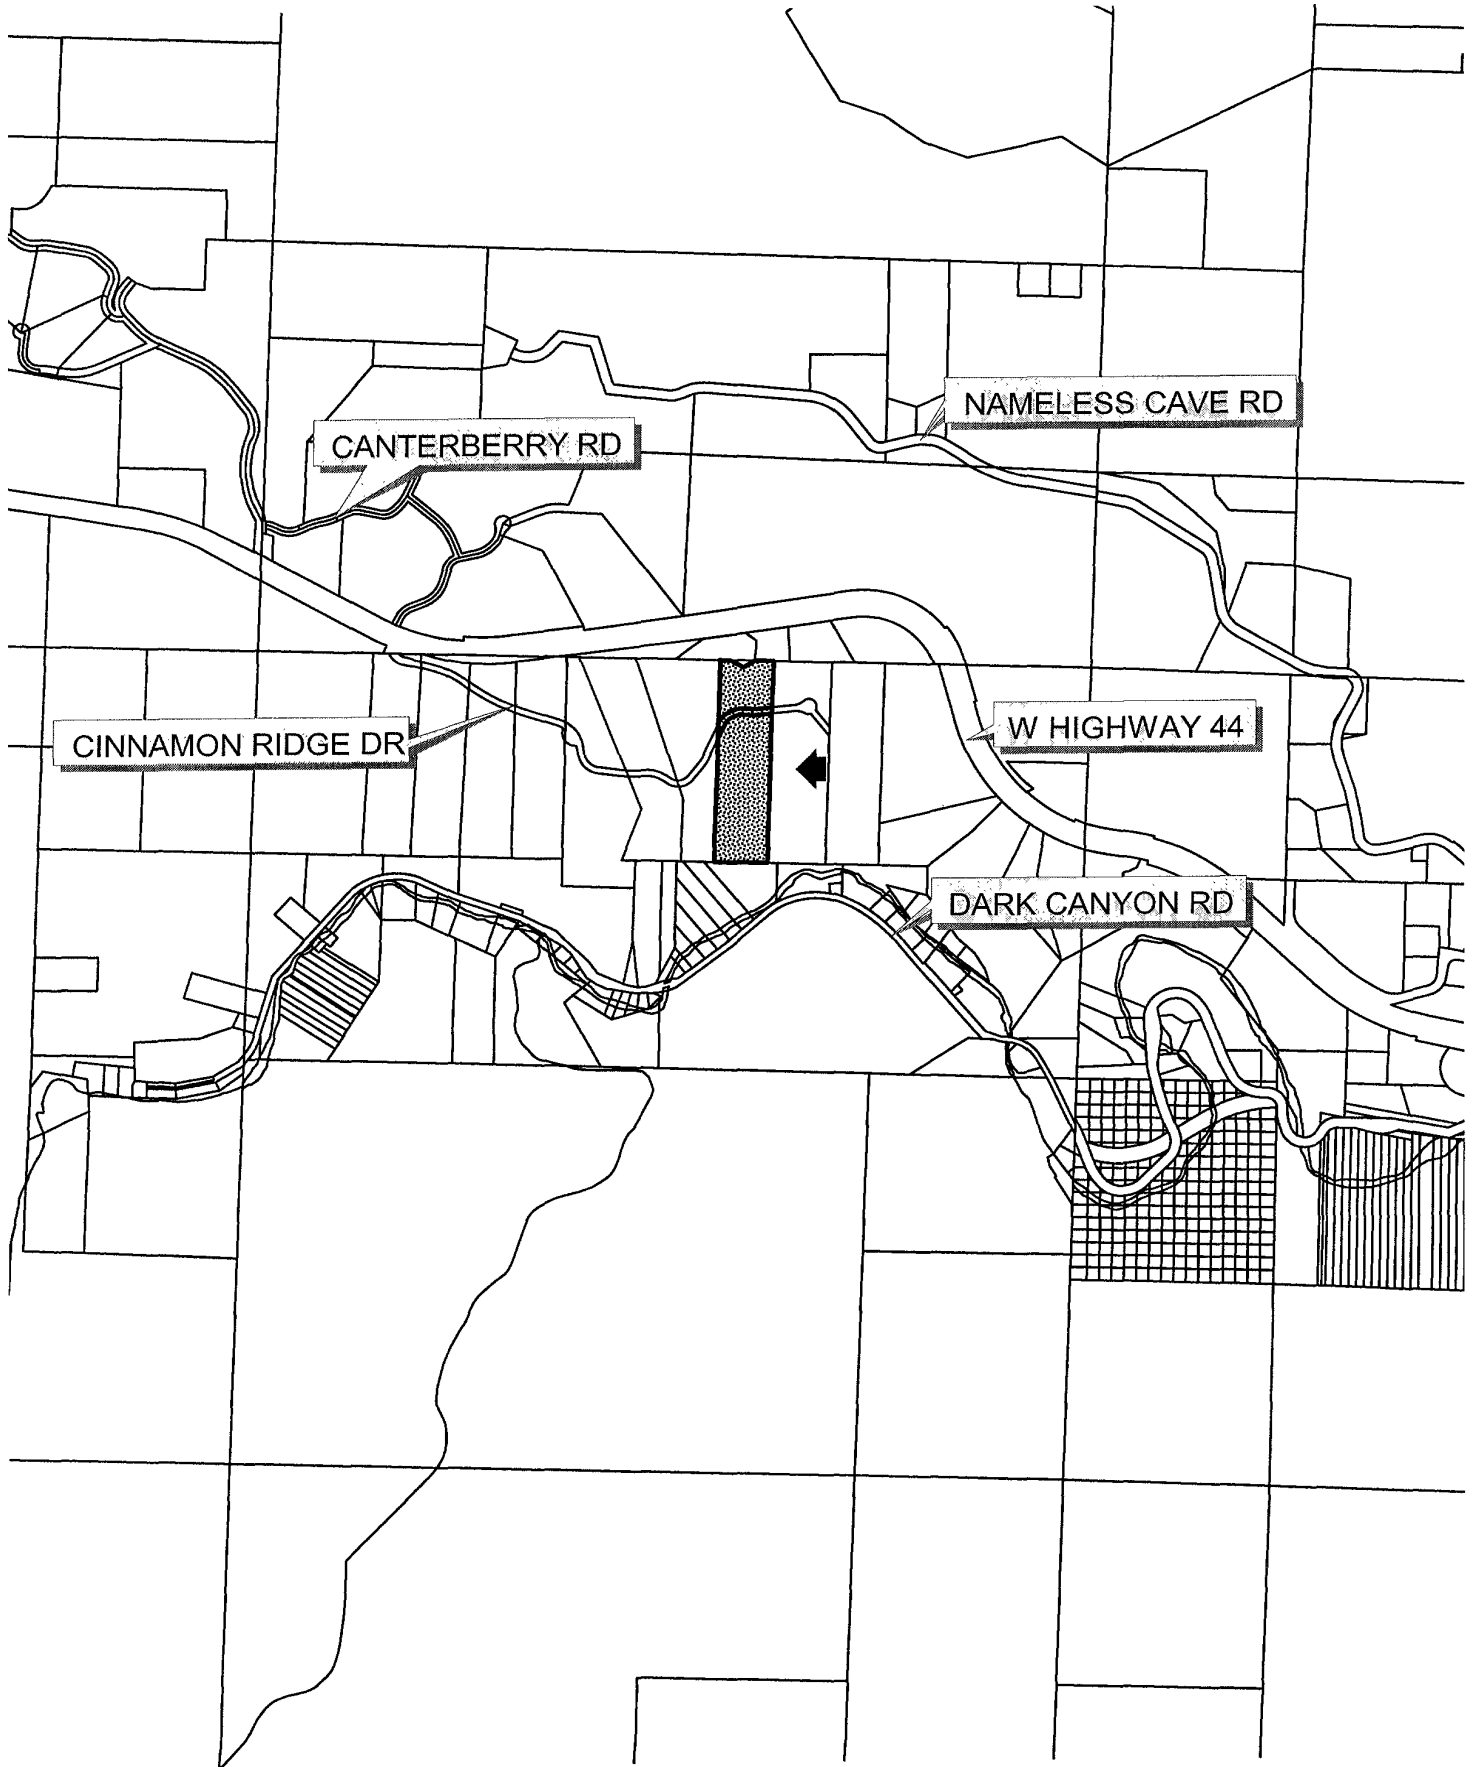 NAMELESS CAVE RD
CANTERBERRY RD
CINNAMON RIDGE DR
W HIGHWAY 44
DARK CANYON RD